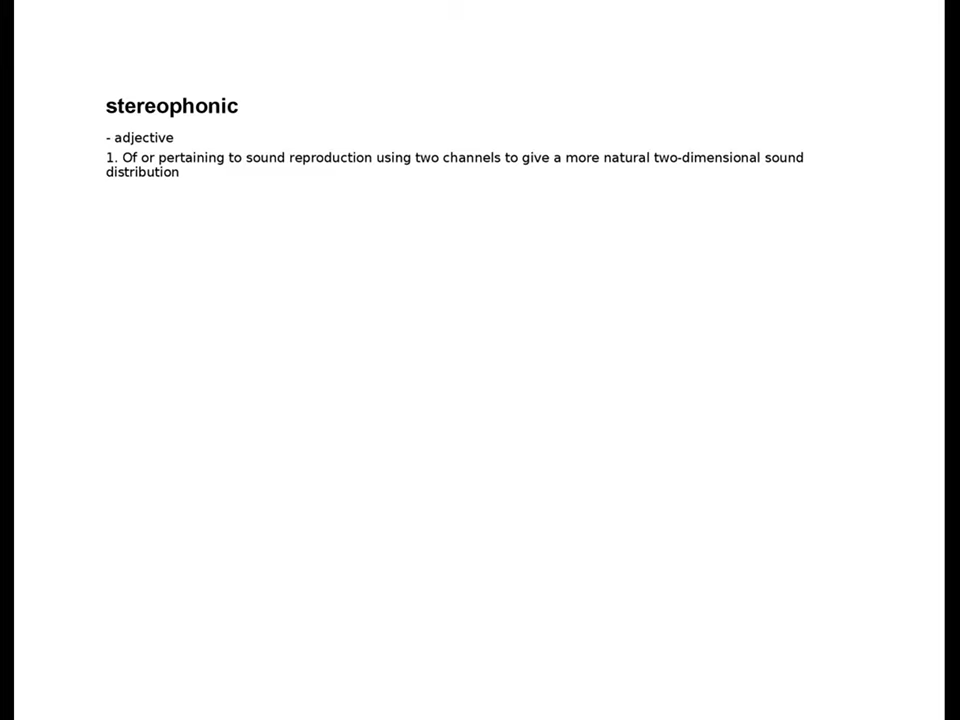 stereophonic
- adjective
1. Of or pertaining to sound reproduction using two channels to give a more natural two-dimensional sound
distribution